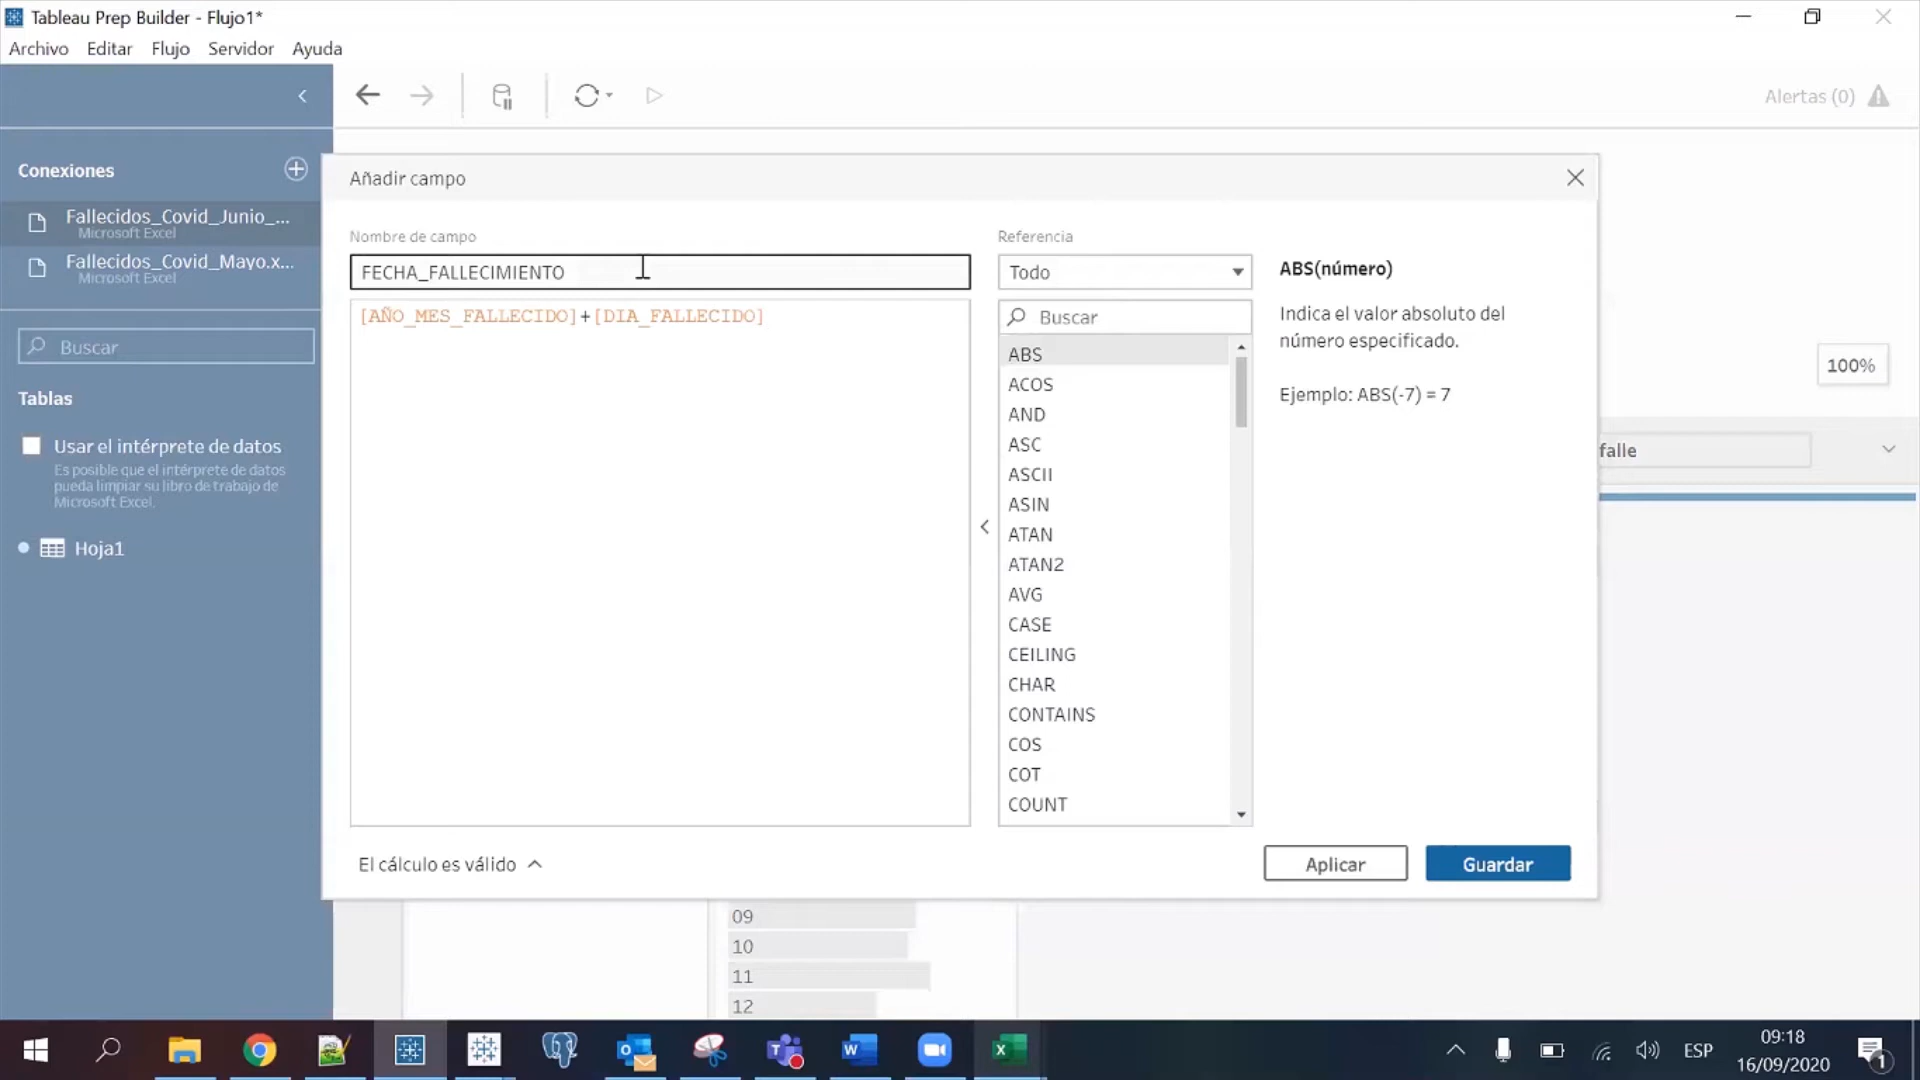 Tableau Prep Builder - Flujo1*
Archivo Editar Flujo Servidor Ayuda
Alertas (0)
Conexiones
Fallecidos_Covid_Junio_...
Microsoft Excel
Fallecidos_Covid_Mayo.x...
Microsoft Excel
Buscar
Tablas
Usar el intérprete de datos
Es posible que el intérprete de datos
pueda limpiar su libro de trabajo de
Microsoft Excel.
Hoja1
Añadir campo
Nombre de campo
FECHA_FALLECIMIENTO
[AÑO_MES_FALLECIDO]+[DIA_FALLECIDO]
El cálculo es válido
Referencia
Todo
Buscar
ABS
ACOS
AND
ASC
ASCII
ASIN
ATAN
ATAN2
AVG
CASE
CEILING
CHAR
CONTAINS
COS
COT
COUNT
ABS(número)
Indica el valor absoluto del
número especificado.
Ejemplo: ABS(-7) = 7
Aplicar
Guardar
100%
falle
09
10
11
12
ESP
09:18
16/09/2020
1